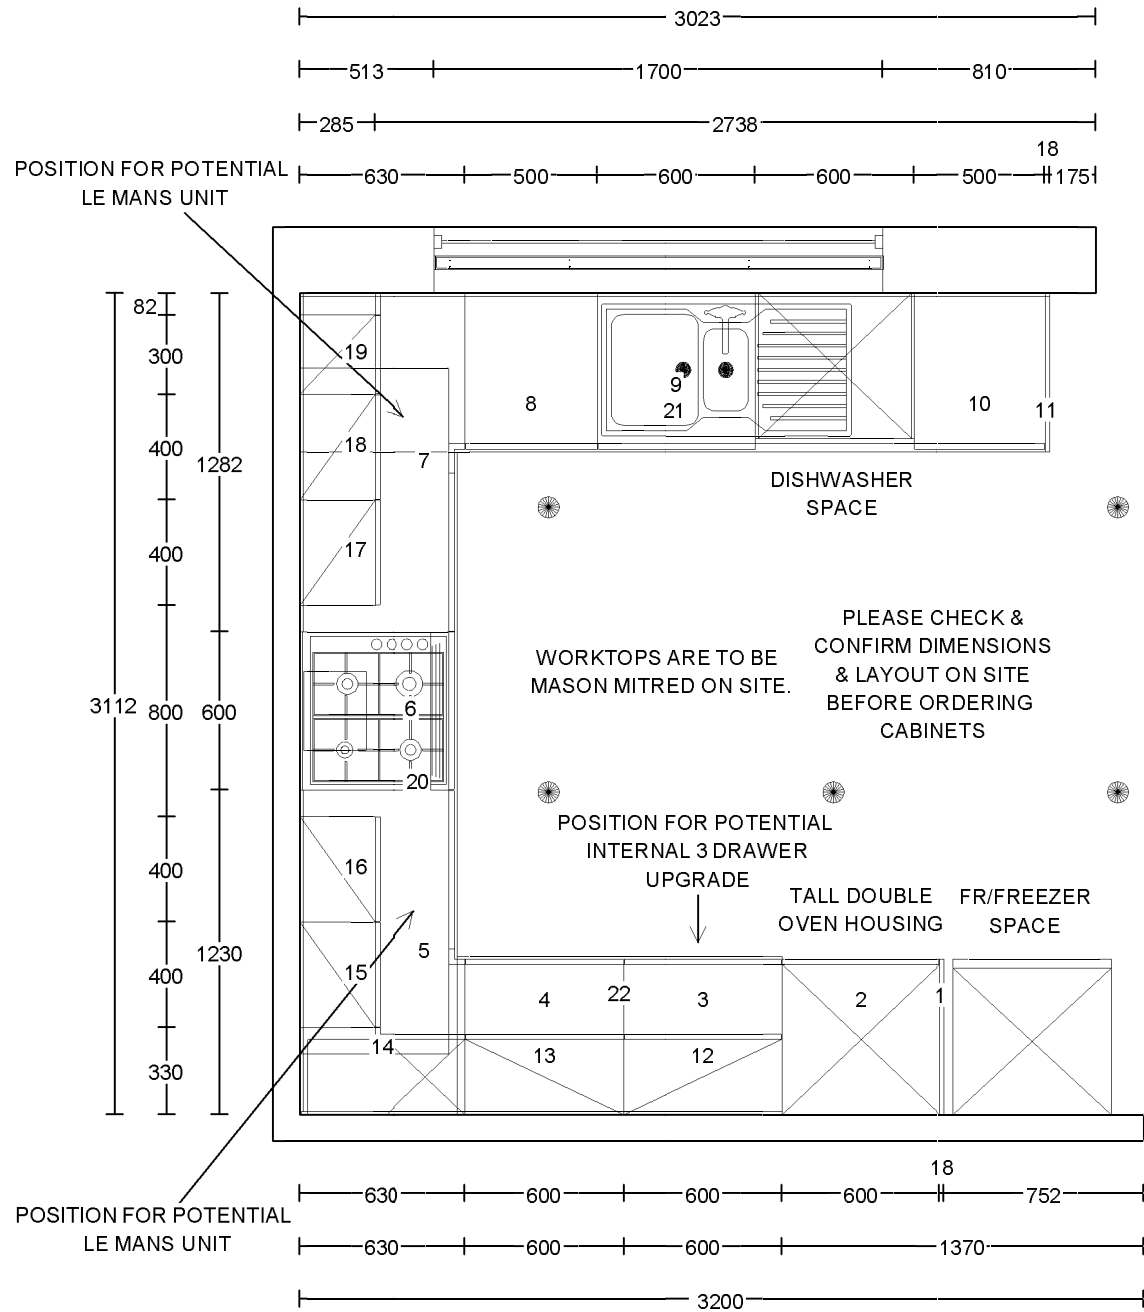 3023
513 1700 810
285 2738
18
630 500 600 600 500 175
POSITION FOR POTENTIAL
LE MANS UNIT
82
300
400
1282
400
3112 800 600
400
1230
400
330
19
18
17
7
8
9
21
10
11
DISHWASHER
SPACE
6
20
WORKTOPS ARE TO BE
MASON MITRED ON SITE.
PLEASE CHECK &
CONFIRM DIMENSIONS
& LAYOUT ON SITE
BEFORE ORDERING
CABINETS
POSITION FOR POTENTIAL
INTERNAL 3 DRAWER
UPGRADE
TALL DOUBLE
OVEN HOUSING
FR/FREEZER
SPACE
16
5
15
14
4
22
3
2
1
13
12
POSITION FOR POTENTIAL
LE MANS UNIT
18
630 600 600 600 752
630 600 600 1370
3200